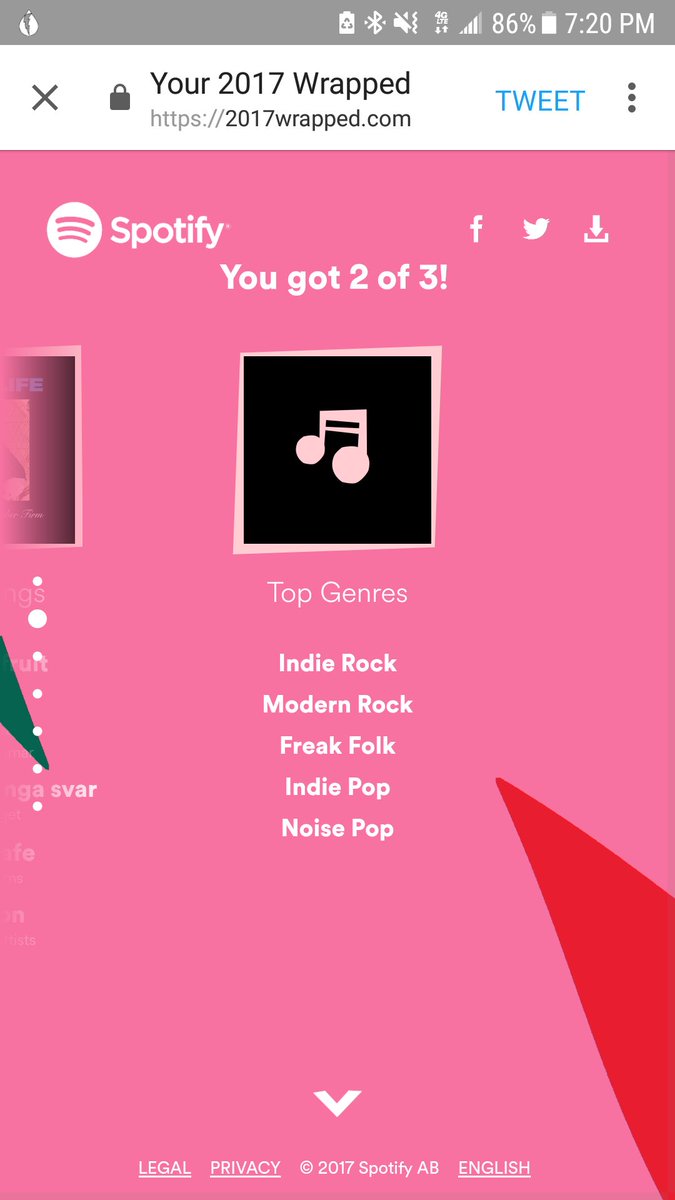 86% 7:20 PM
Your 2017 Wrapped
https://2017wrapped.com
TWEET
Spotify
You got 2 of 3!
LIFE
Top Genres
Indie Rock
Modern Rock
Freak Folk
Indie Pop
Noise Pop
ngs
fruit
nga svar
afe
on
rtists
LEGAL PRIVACY © 2017 Spotify AB ENGLISH